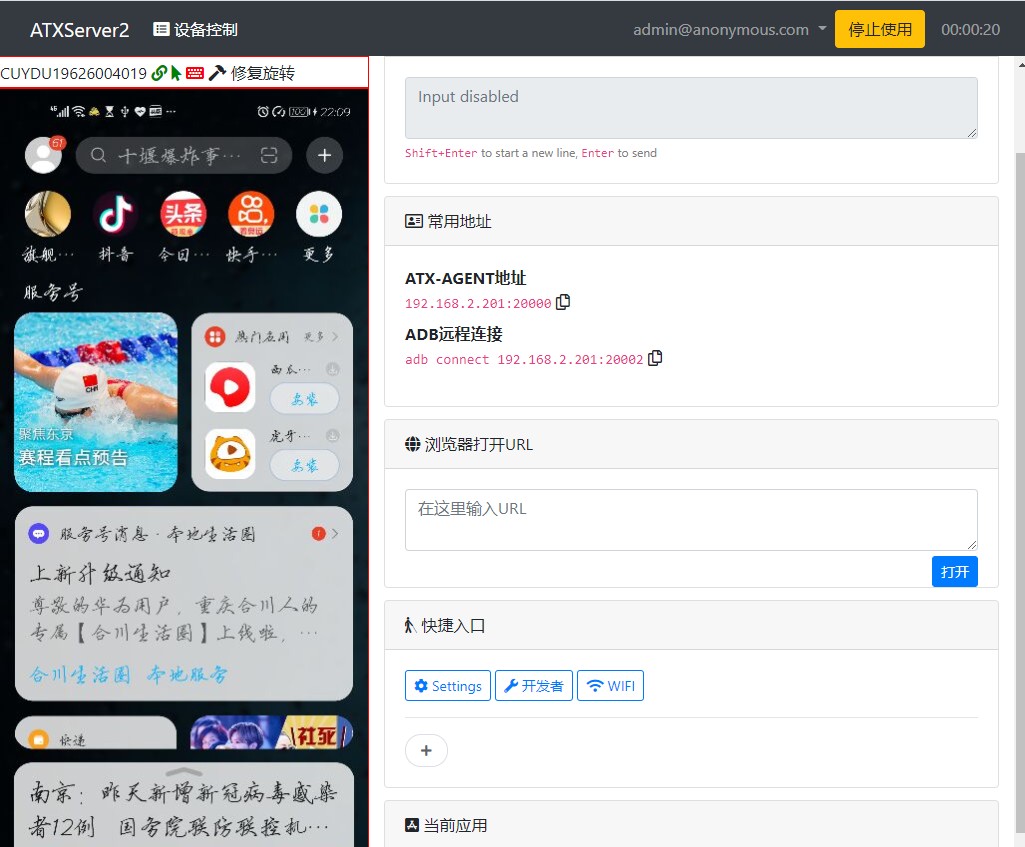 ATXServer2 设备控制 admin@anonymous.com 停止使用 00:00:20
CUYDU19626004019 修复旋转
4G 100 22:09
61 十堰爆炸事···
旗舰··· 抖音 今日··· 快手··· 更多
头条
服务号
热门应用 更多
西瓜···
安装
虎牙···
安装
CHN
聚焦东京
赛程看点预告
服务号消息·本地生活圈 1
上新升级通知
尊敬的华为用户，重庆合川人的
专属【合川生活圈】上线啦，···
合川生活圈 本地服务
快递 社死
南京：昨天新增新冠病毒感染
者12例 国务院联防联控机···
Input disabled
Shift+Enter to start a new line, Enter to send
常用地址
ATX-AGENT地址
192.168.2.201:20000
ADB远程连接
adb connect 192.168.2.201:20002
浏览器打开URL
在这里输入URL
打开
快捷入口
Settings 开发者 WIFI
+
当前应用